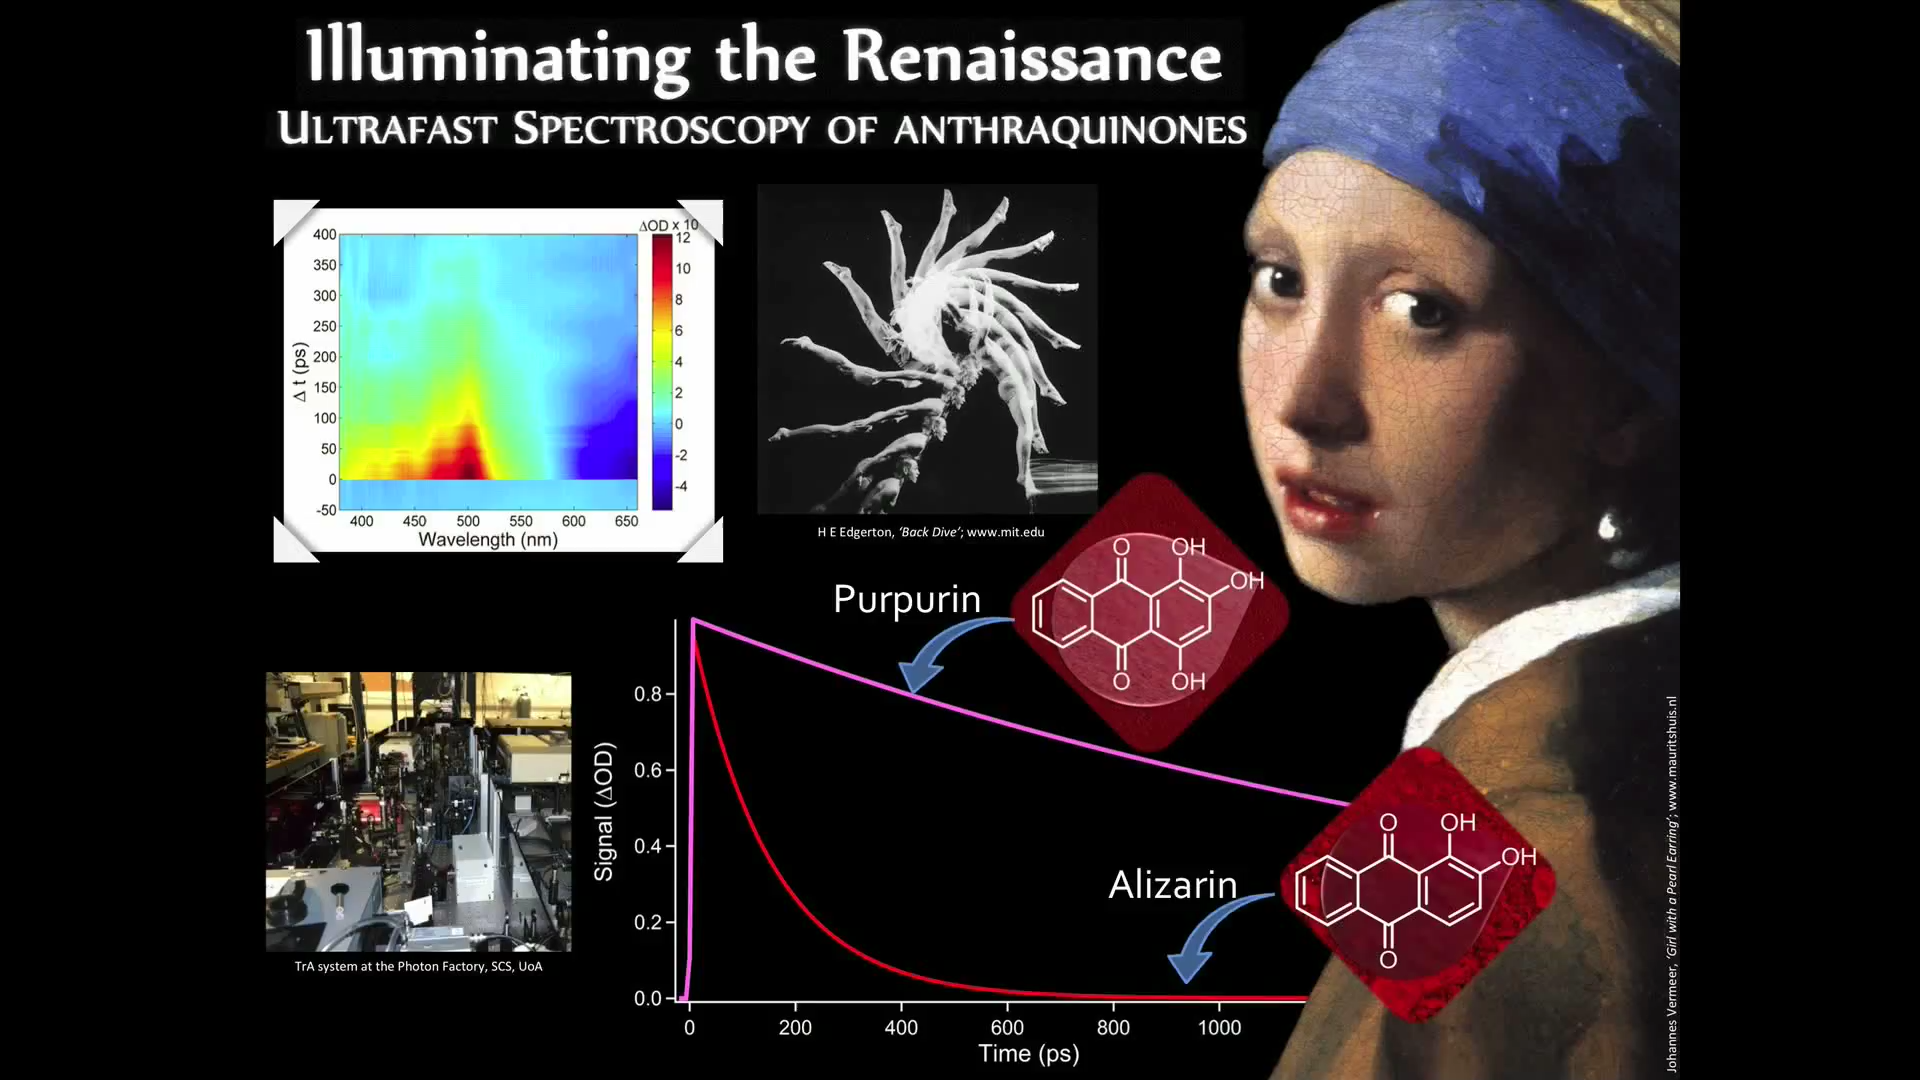 Illuminating the Renaissance
ULTRAFAST SPECTROSCOPY OF ANTHRAQUINONES
ΔOD x 10
400
350
300
250
200
150
100
50
0
-50
Δ t (ps)
400 450 500 550 600 650
Wavelength (nm)
12
10
8
6
4
2
0
-2
-4
H E Edgerton, ‘Back Dive’; www.mit.edu
Purpurin
O
OH
OH
O
OH
TrA system at the Photon Factory, SCS, UoA
Signal (ΔOD)
0.8
0.6
0.4
0.2
0.0
0 200 400 600 800 1000
Time (ps)
Alizarin
O
OH
OH
O
Johannes Vermeer, ‘Girl with a Pearl Earring’; www.mauritshuis.nl